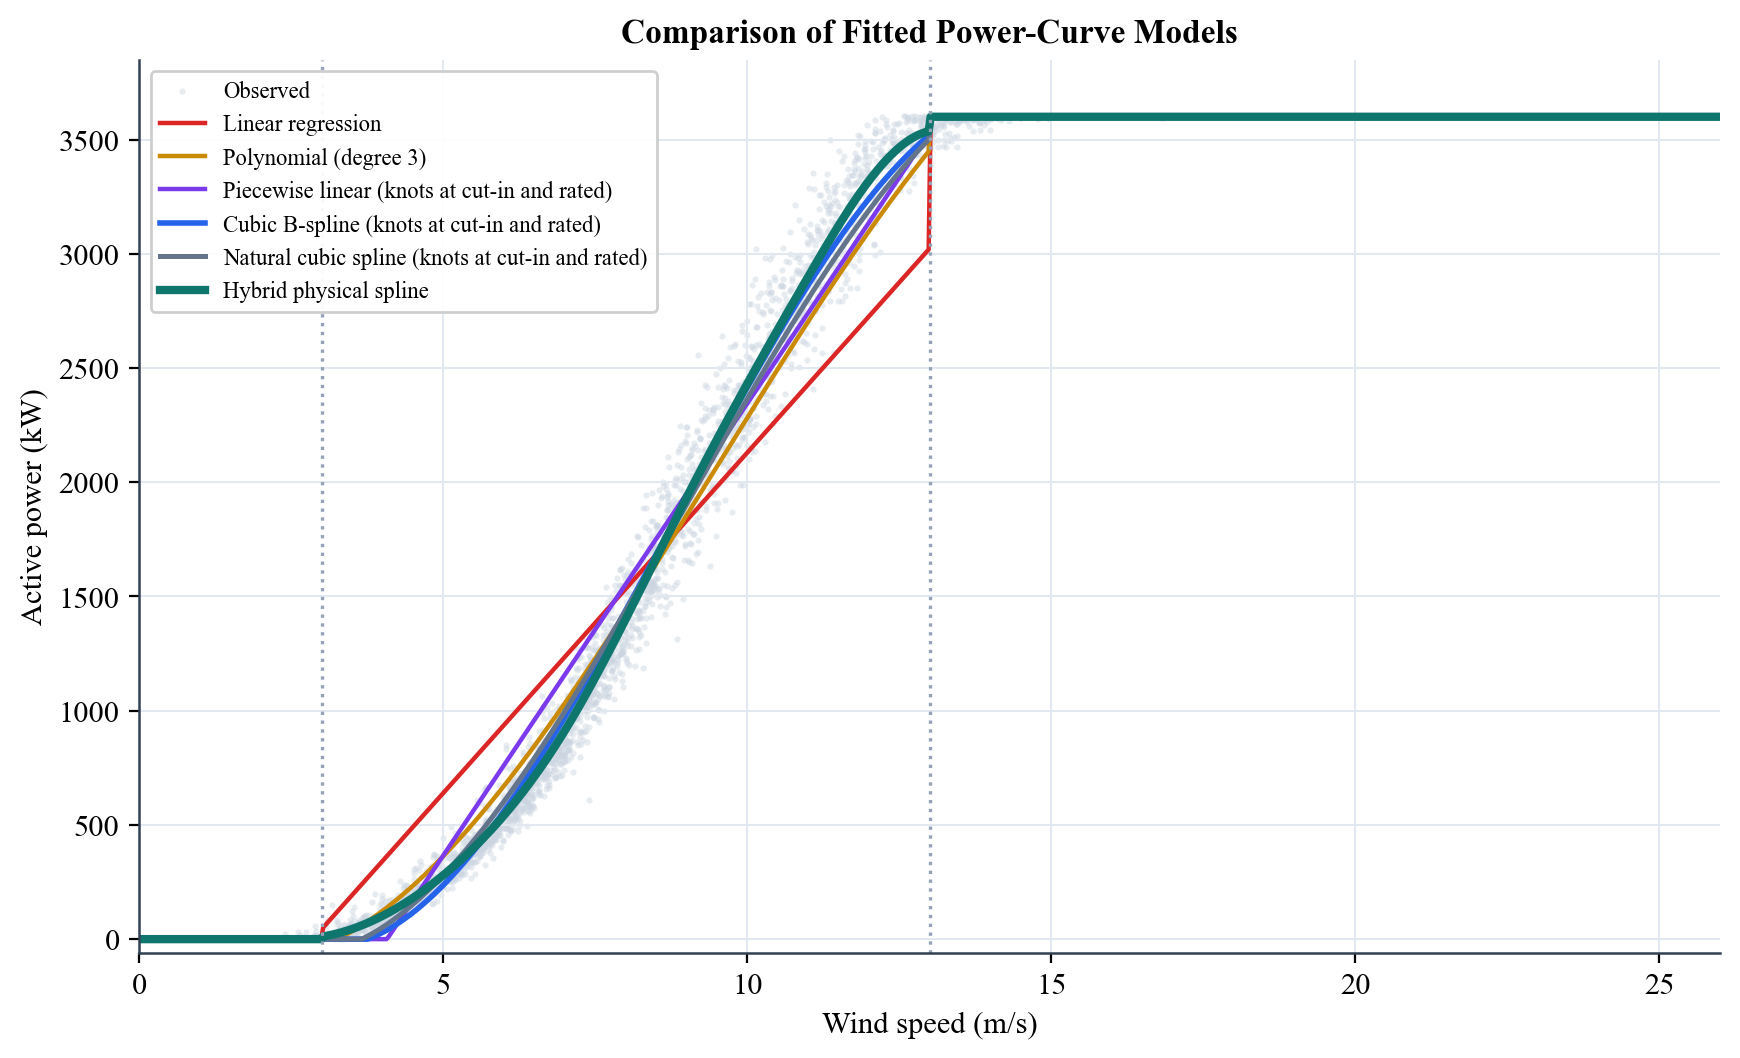 Comparison of Fitted Power-Curve Models
Observed
Linear regression
Polynomial (degree 3)
Piecewise linear (knots at cut-in and rated)
Cubic B-spline (knots at cut-in and rated)
Natural cubic spline (knots at cut-in and rated)
Hybrid physical spline
Active power (kW)
3500
3000
2500
2000
1500
1000
500
0
0 5 10 15 20 25
Wind speed (m/s)